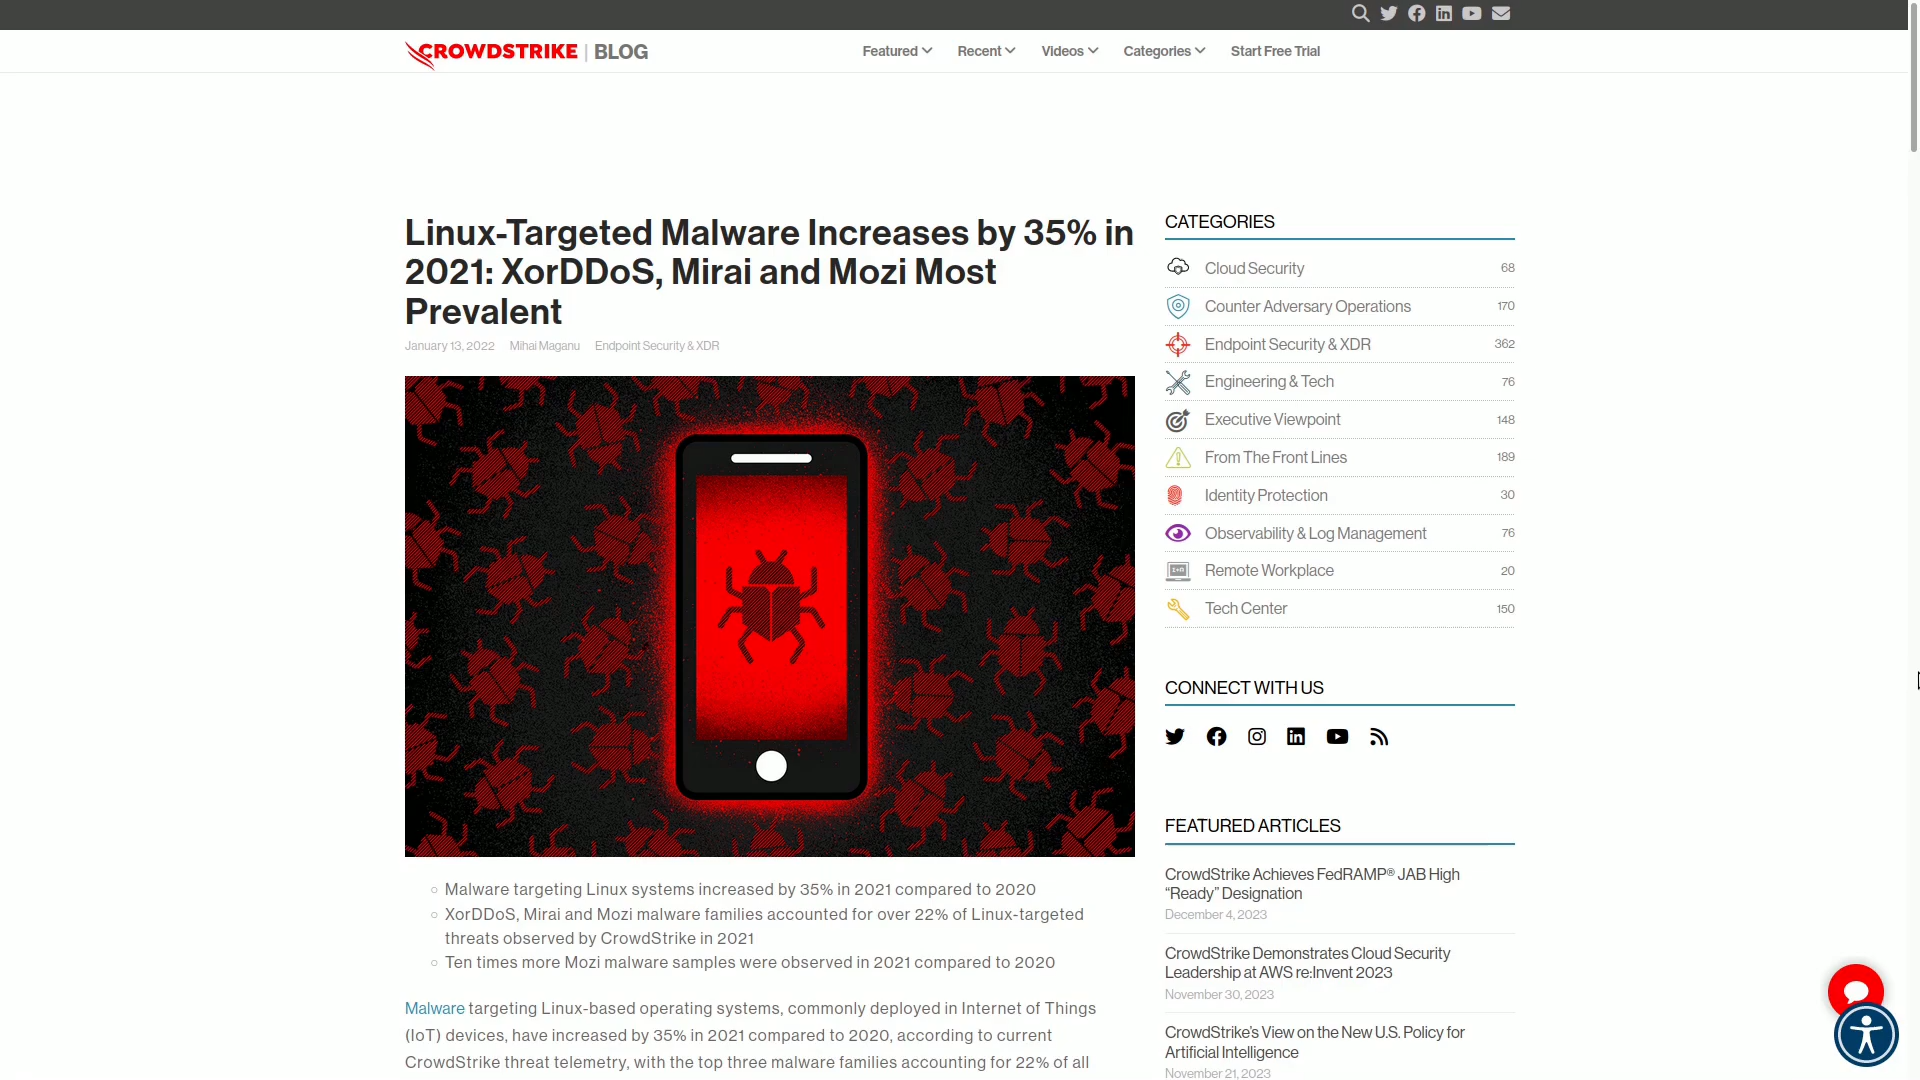 CROWDSTRIKE | BLOG
Featured
Recent
Videos
Categories
Start Free Trial
Linux-Targeted Malware Increases by 35% in
2021: XorDDoS, Mirai and Mozi Most
Prevalent
January 13, 2022 Mihai Maganu Endpoint Security & XDR
Malware targeting Linux systems increased by 35% in 2021 compared to 2020
XorDDoS, Mirai and Mozi malware families accounted for over 22% of Linux-targeted
threats observed by CrowdStrike in 2021
Ten times more Mozi malware samples were observed in 2021 compared to 2020
Malware targeting Linux-based operating systems, commonly deployed in Internet of Things
(IoT) devices, have increased by 35% in 2021 compared to 2020, according to current
CrowdStrike threat telemetry, with the top three malware families accounting for 22% of all
CATEGORIES
Cloud Security 68
Counter Adversary Operations 170
Endpoint Security & XDR 362
Engineering & Tech 76
Executive Viewpoint 148
From The Front Lines 189
Identity Protection 30
Observability & Log Management 76
Remote Workplace 20
Tech Center 150
CONNECT WITH US
FEATURED ARTICLES
CrowdStrike Achieves FedRAMP® JAB High
“Ready” Designation
December 4, 2023
CrowdStrike Demonstrates Cloud Security
Leadership at AWS re:Invent 2023
November 30, 2023
CrowdStrike’s View on the New U.S. Policy for
Artificial Intelligence
November 21, 2023